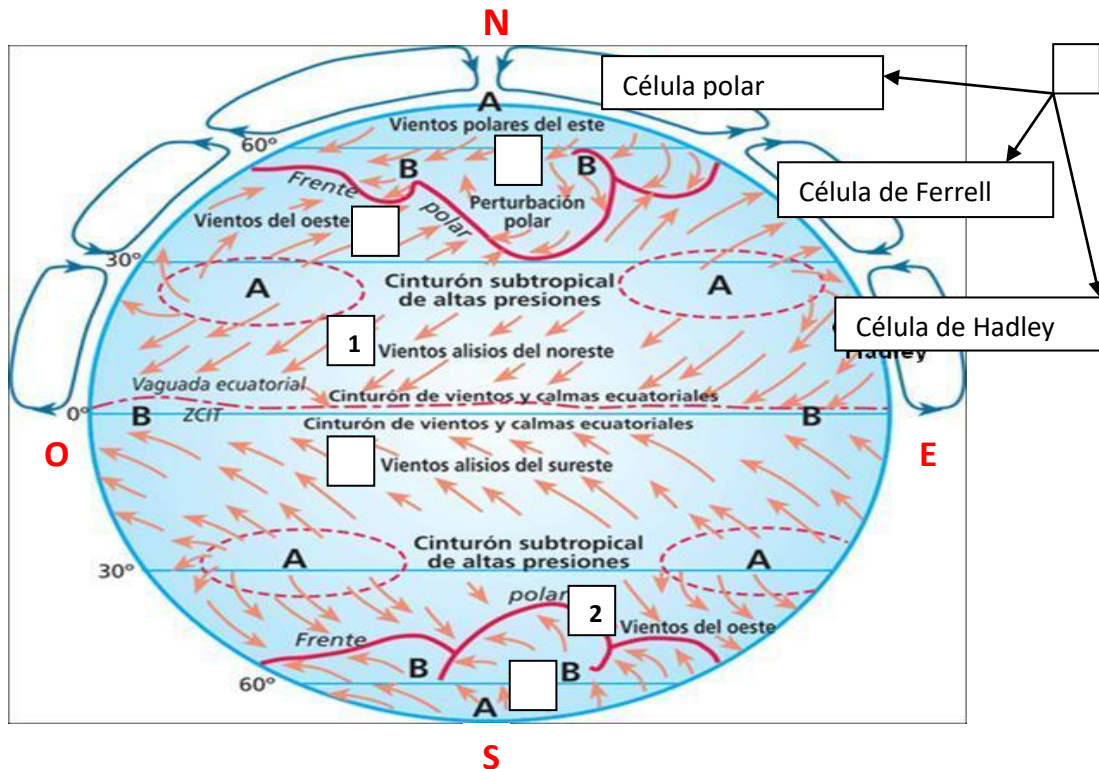 N
Célula polar
A
Vientos polares del este
60°
B
B
Frente
polar
Perturbación
polar
Vientos del oeste
Célula de Ferrell
30°
A
Cinturón subtropical
de altas presiones
A
Célula de Hadley
1
Vientos alisios del noreste
Hadley
Vaguada ecuatorial
Cinturón de vientos y calmas ecuatoriales
0°
B
ZCIT
B
Cinturón de vientos y calmas ecuatoriales
O
E
Vientos alisios del sureste
Cinturón subtropical
de altas presiones
A
A
30°
polar
2
Vientos del oeste
Frente
B
B
60°
A
S